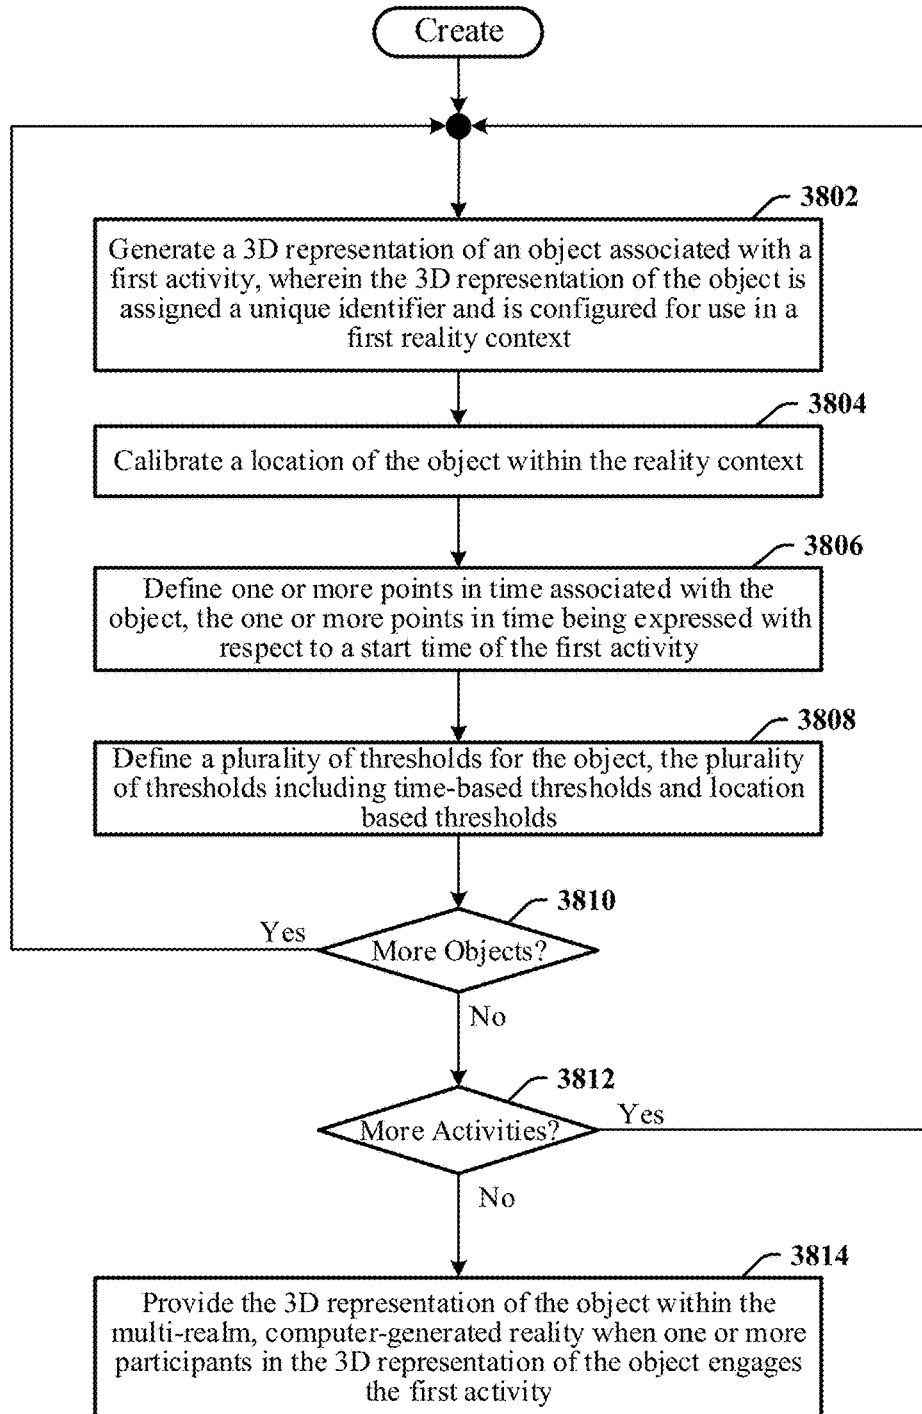 Create
3802
Generate a 3D representation of an object associated with a
first activity, wherein the 3D representation of the object is
assigned a unique identifier and is configured for use in a
first reality context
3804
Calibrate a location of the object within the reality context
3806
Define one or more points in time associated with the
object, the one or more points in time being expressed with
respect to a start time of the first activity
3808
Define a plurality of thresholds for the object, the plurality
of thresholds including time-based thresholds and location
based thresholds
3810
Yes
More Objects?
No
3812
More Activities?
Yes
No
3814
Provide the 3D representation of the object within the
multi-realm, computer-generated reality when one or more
participants in the 3D representation of the object engages
the first activity